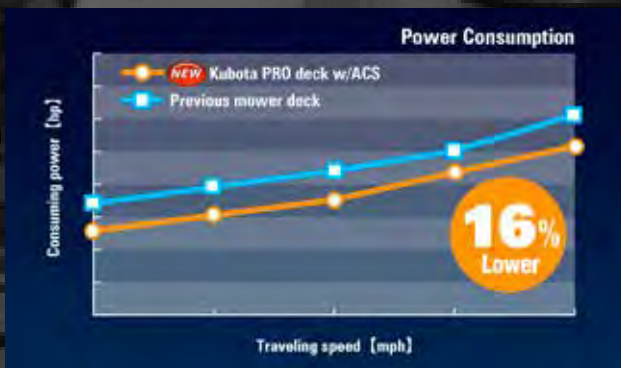 Power Consumption
NEW Kubota PRO deck w/ACS
Previous mower deck
Consuming power [hp]
16%
Lower
Traveling speed [mph]